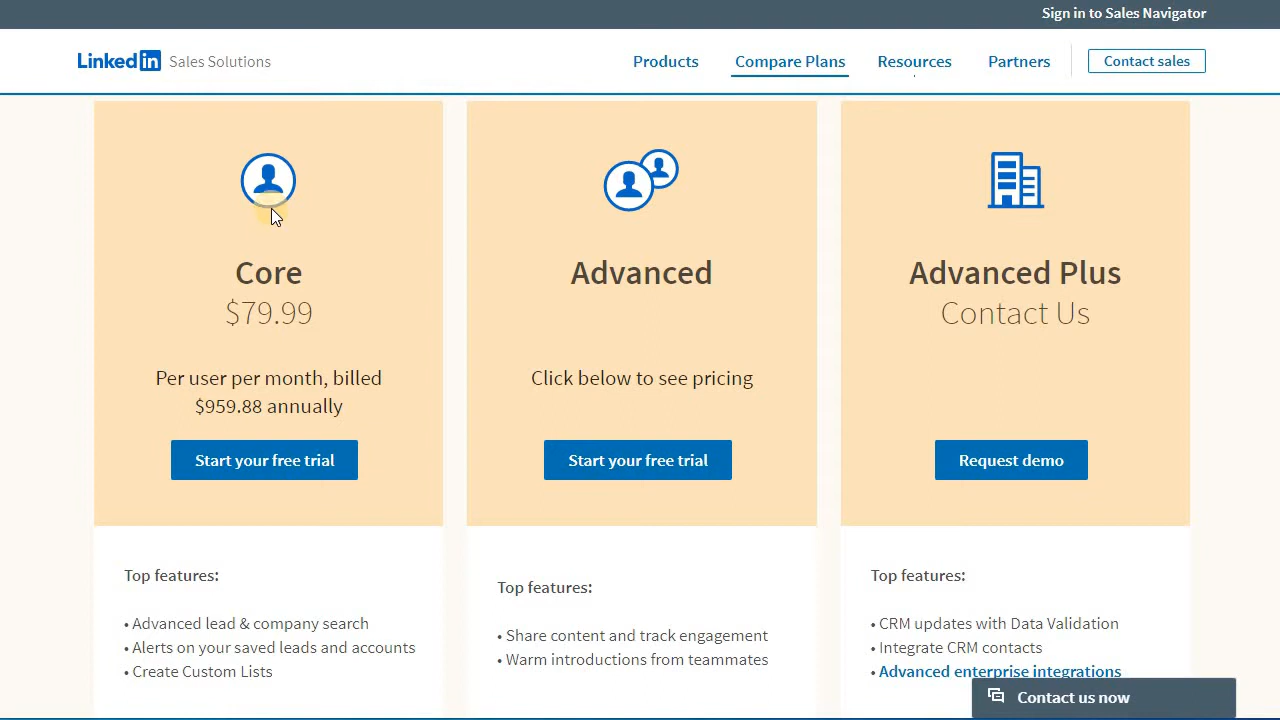 Sign in to Sales Navigator
LinkedIn Sales Solutions
Products
Compare Plans
Resources
Partners
Contact sales
Core
$79.99
Per user per month, billed
$959.88 annually
Start your free trial
Top features:
• Advanced lead & company search
• Alerts on your saved leads and accounts
• Create Custom Lists
Advanced
Click below to see pricing
Start your free trial
Top features:
• Share content and track engagement
• Warm introductions from teammates
Advanced Plus
Contact Us
Request demo
Top features:
• CRM updates with Data Validation
• Integrate CRM contacts
• Advanced enterprise integrations
Contact us now